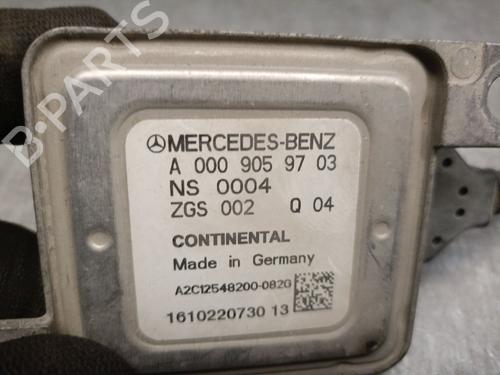 B-PARTS
MERCEDES-BENZ
A 000 905 97 03
NS 0004
ZGS 002 Q 04
CONTINENTAL
Made in Germany
A2C12548200-0820
1610220730 13